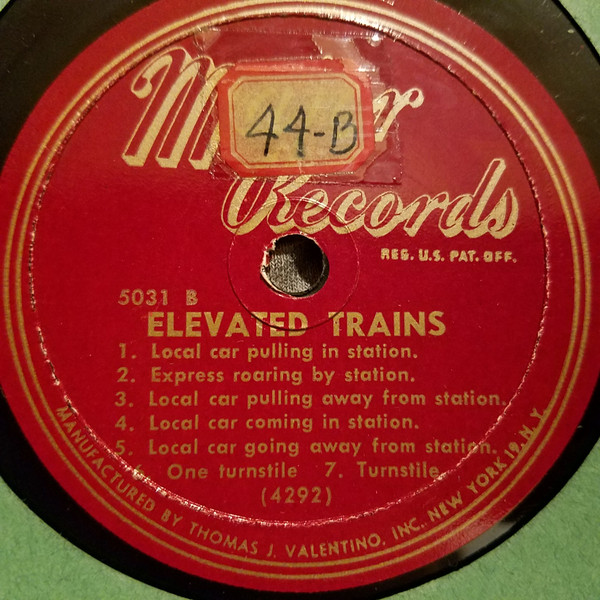 44-B
Records
REG. U.S. PAT. OFF.
5031 B
ELEVATED TRAINS
1. Local car pulling in station.
2. Express roaring by station.
3. Local car pulling away from station.
4. Local car coming in station.
5. Local car going away from station.
One turnstile 7. Turnstile
(4292)
MANUFACTURED BY THOMAS J. VALENTINO, INC. NEW YORK 19, N.Y.